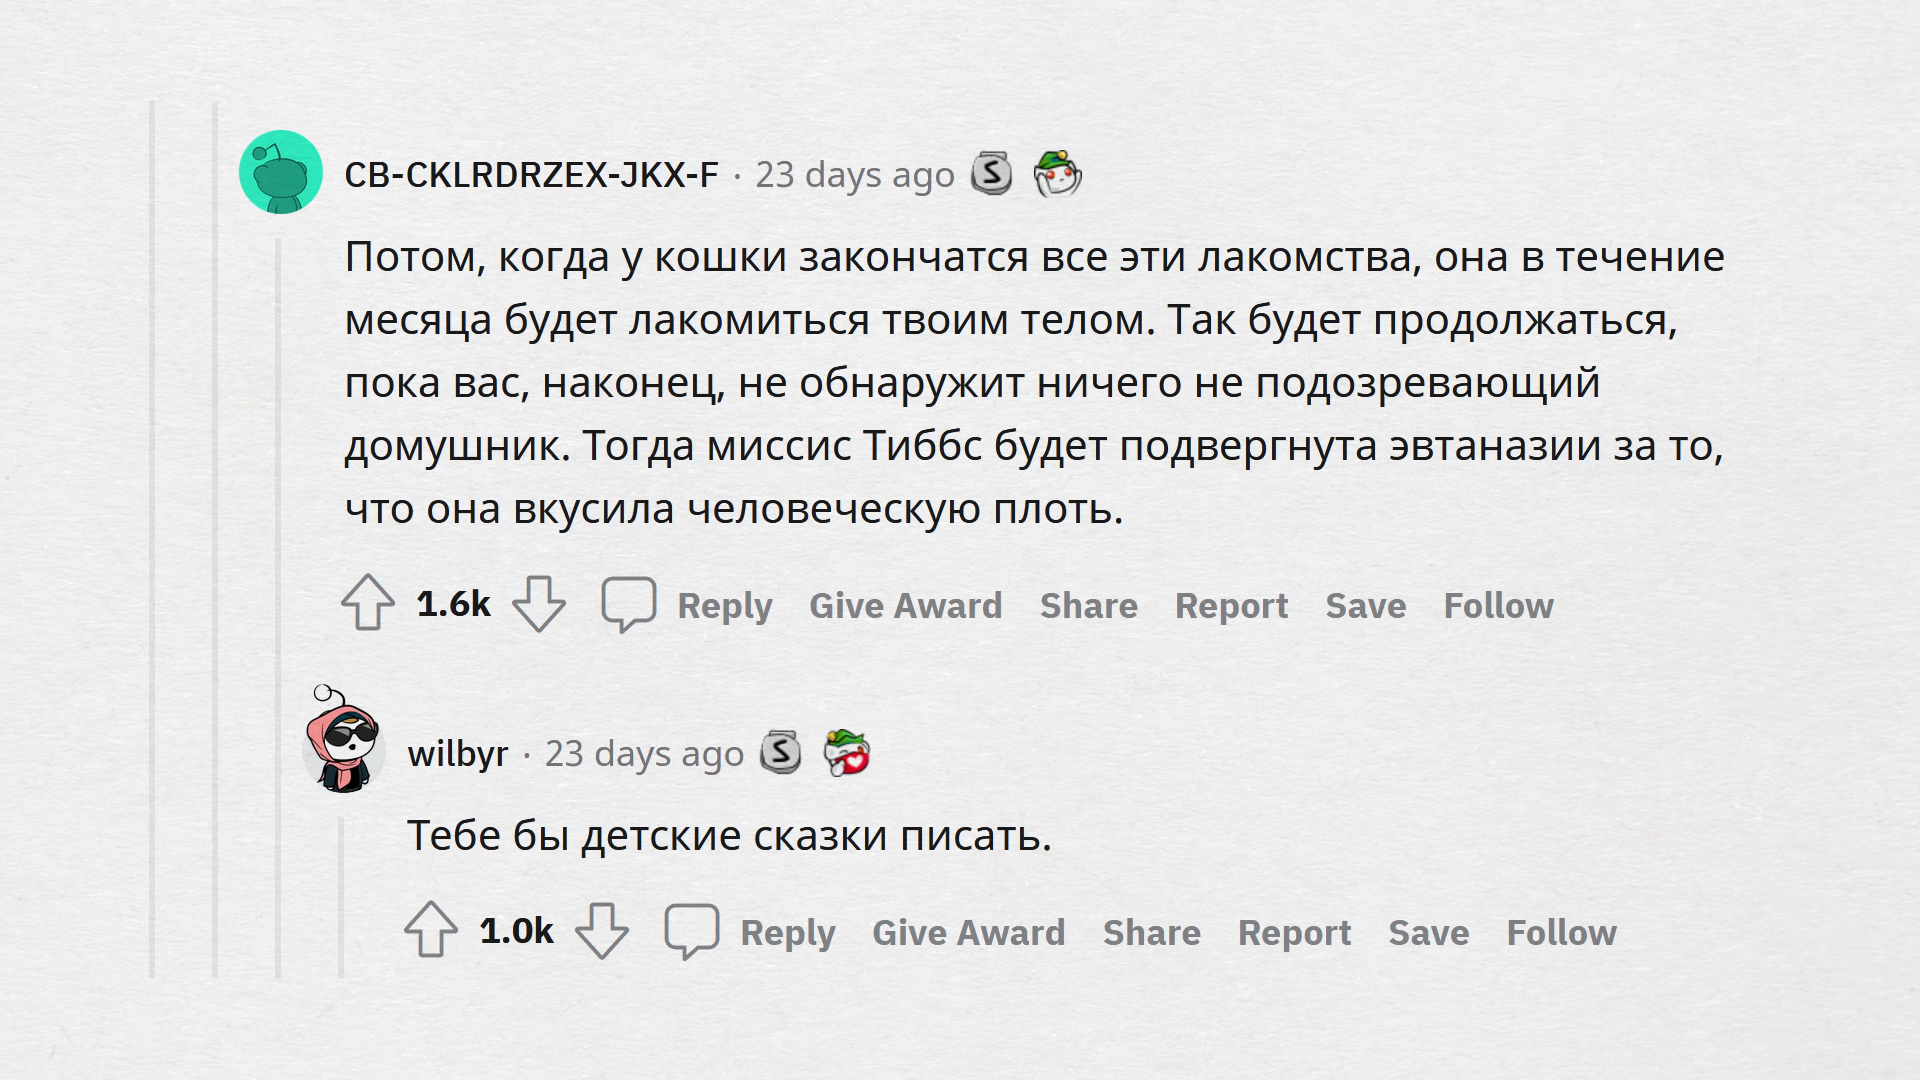 CB-CKLRDRZEX-JKX-F · 23 days ago
Потом, когда у кошки закончатся все эти лакомства, она в течение
месяца будет лакомиться твоим телом. Так будет продолжаться,
пока вас, наконец, не обнаружит ничего не подозревающий
домушник. Тогда миссис Тиббс будет подвергнута эвтаназии за то,
что она вкусила человеческую плоть.
1.6k Reply Give Award Share Report Save Follow
wilbyr · 23 days ago
Тебе бы детские сказки писать.
1.0k Reply Give Award Share Report Save Follow